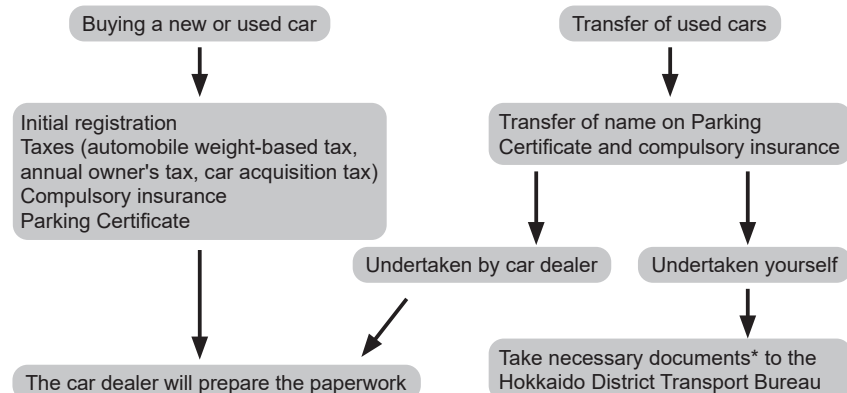 Buying a new or used car
Transfer of used cars
Initial registration
Taxes (automobile weight-based tax,
annual owner's tax, car acquisition tax)
Compulsory insurance
Parking Certificate
Transfer of name on Parking
Certificate and compulsory insurance
Undertaken by car dealer
Undertaken yourself
The car dealer will prepare the paperwork
Take necessary documents* to the
Hokkaido District Transport Bureau